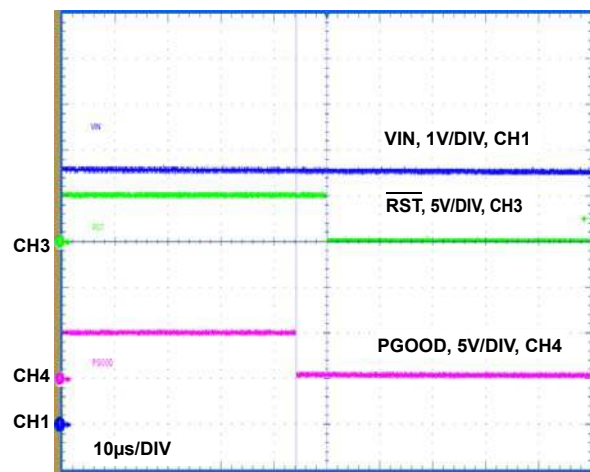 VIN
VIN, 1V/DIV, CH1
RST, 5V/DIV, CH3
RST
CH3
PGOOD, 5V/DIV, CH4
PGOOD
CH4
CH1
10µs/DIV